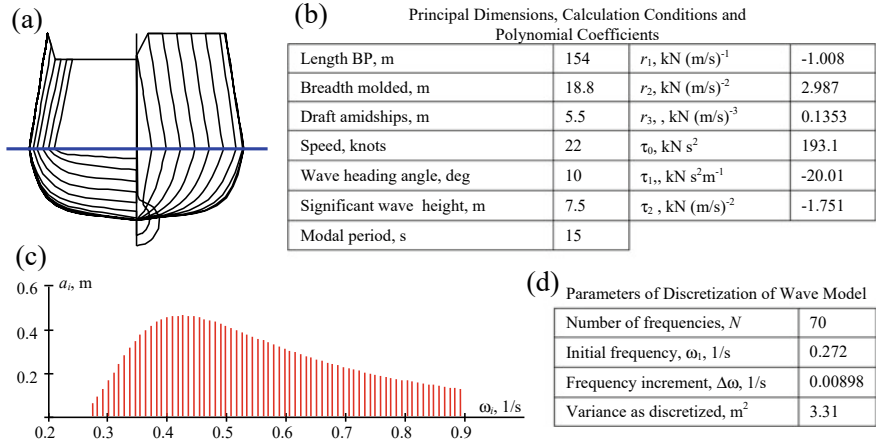 (a)
(b)
Principal Dimensions, Calculation Conditions and
Polynomial Coefficients
Length BP, m 154 r₁, kN (m/s)⁻¹ -1.008
Breadth molded, m 18.8 r₂, kN (m/s)⁻² 2.987
Draft amidships, m 5.5 r₃, , kN (m/s)⁻³ 0.1353
Speed, knots 22 τ₀, kN s² 193.1
Wave heading angle, deg 10 τ₁,, kN s²m⁻¹ -20.01
Significant wave height, m 7.5 τ₂ , kN (m/s)⁻² -1.751
Modal period, s 15
(c)
aᵢ, m
0.6
0.4
0.2
0.2 0.3 0.4 0.5 0.6 0.7 0.8 0.9
ωᵢ, 1/s
(d)
Parameters of Discretization of Wave Model
Number of frequencies, N 70
Initial frequency, ω₁, 1/s 0.272
Frequency increment, Δω, 1/s 0.00898
Variance as discretized, m² 3.31